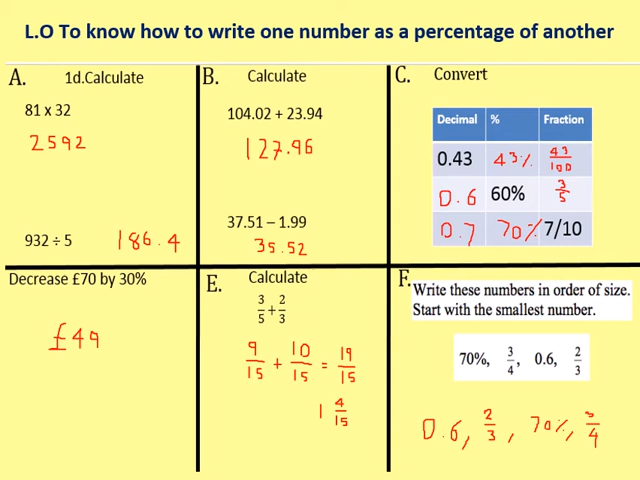 L.O To know how to write one number as a percentage of another
A. 1d.Calculate
81 x 32
2592
932 ÷ 5 186.4
B. Calculate
104.02 + 23.94
127.96
37.51 – 1.99
35.52
C. Convert
Decimal % Fraction
0.43 43% 43/100
0.6 60% 3/5
0.7 70% 7/10
Decrease £70 by 30%
£49
E. Calculate
3/5 + 2/3
9/15 + 10/15 = 19/15
1 4/15
F. Write these numbers in order of size.
Start with the smallest number.
70%, 3/4, 0.6, 2/3
0.6, 2/3, 70%, 3/4